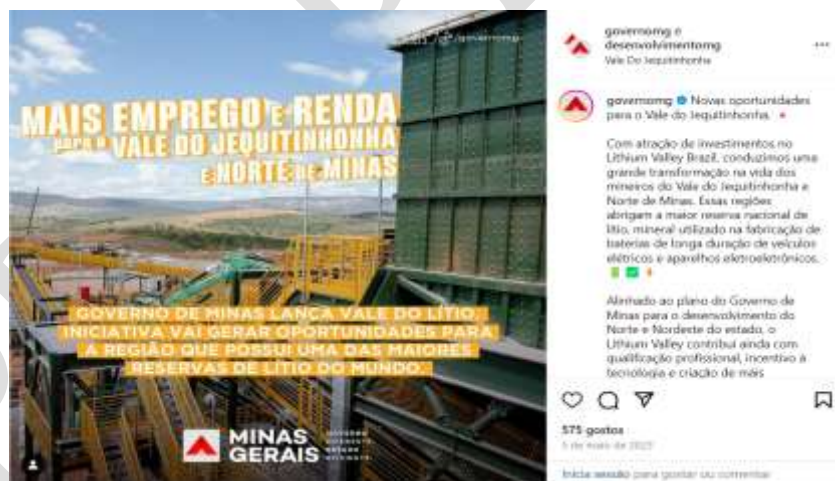 /governomg
MAIS EMPREGO E RENDA
para o VALE DO JEQUITINHONHA
E NORTE DE MINAS
GOVERNO DE MINAS LANÇA VALE DO LÍTIO.
INICIATIVA VAI GERAR OPORTUNIDADES PARA
A REGIÃO QUE POSSUI UMA DAS MAIORES
RESERVAS DE LÍTIO DO MUNDO.
MINAS
GERAIS
governomg e
desenvolvimentomg
Vale Do Jequitinhonha
governomg Novas oportunidades
para o Vale do Jequitinhonha.
Com atração de investimentos no
Lithium Valley Brazil, conduzimos uma
grande transformação na vida dos
mineiros do Vale do Jequitinhonha e
Norte de Minas. Essas regiões
abrigam a maior reserva nacional de
lítio, mineral utilizado na fabricação de
baterias de longa duração de veículos
elétricos e aparelhos eletroeletrônicos.
Alinhado ao plano do Governo de
Minas para o desenvolvimento do
Norte e Nordeste do estado, o
Lithium Valley contribui ainda com
qualificação profissional, incentivo à
tecnologia e criação de mais
575 gostos
5 de maio de 2023
Inicia sessão para gostar ou comentar